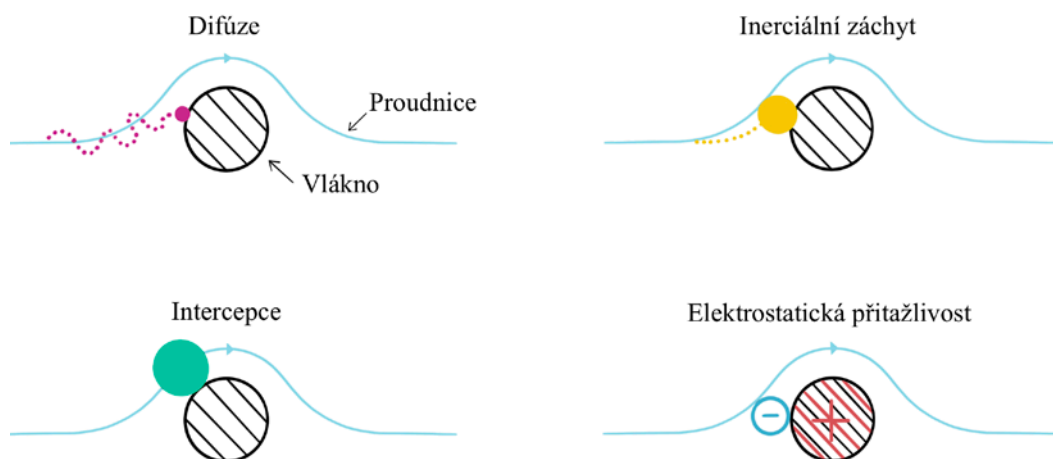 Difúze
Inerciální záchyt
Proudnice
Vlákno
Intercepce
Elektrostatická přitažlivost
−
+